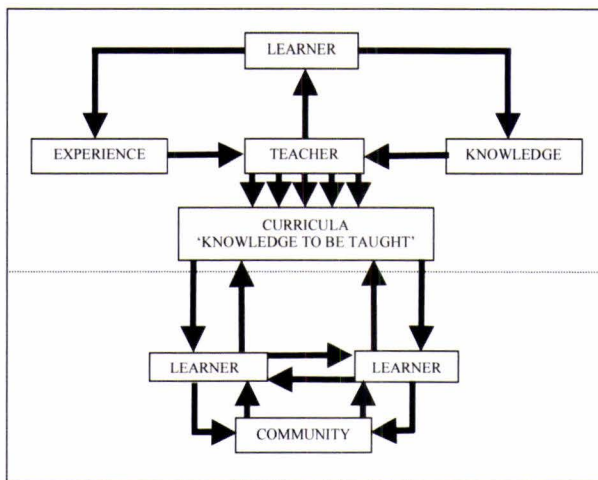 LEARNER
EXPERIENCE
TEACHER
KNOWLEDGE
CURRICULA
‘KNOWLEDGE TO BE TAUGHT’
LEARNER
LEARNER
COMMUNITY